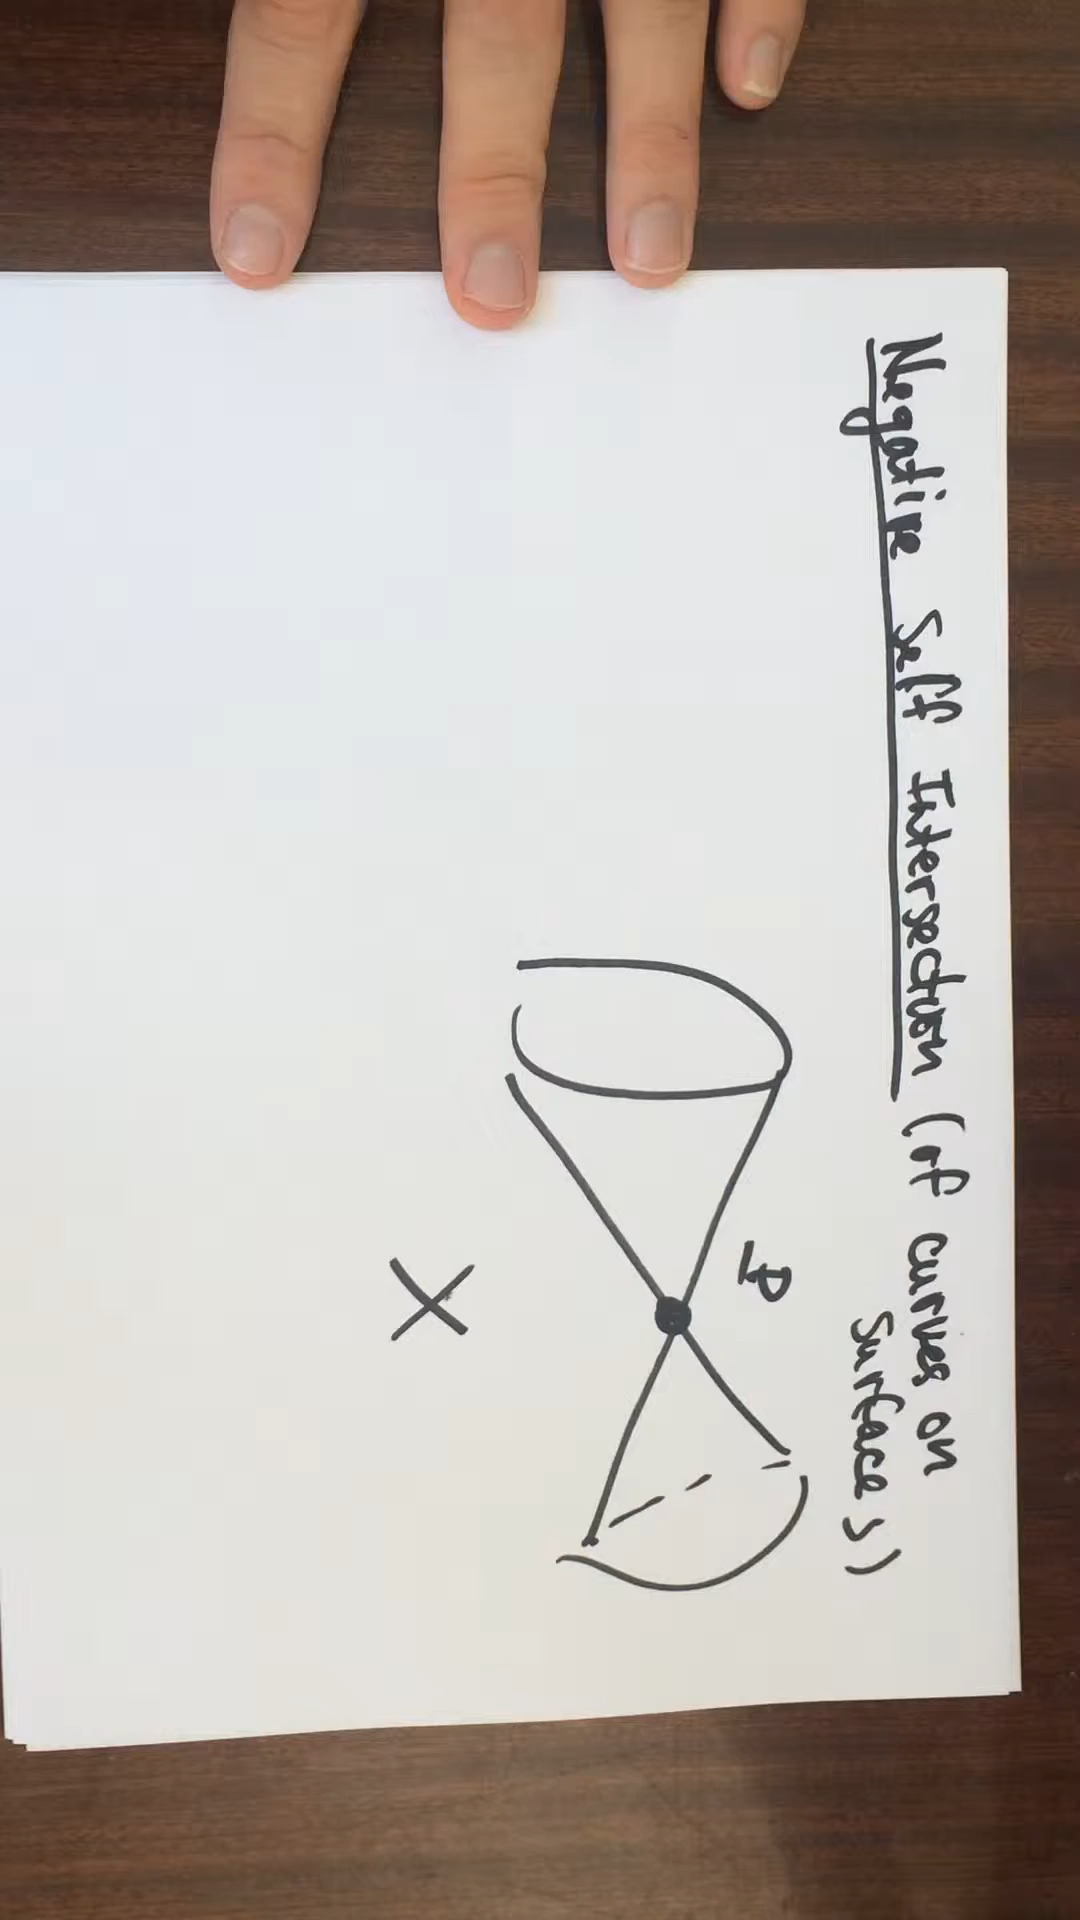 Negative Self Intersection (of curves on
surfaces)
P
X